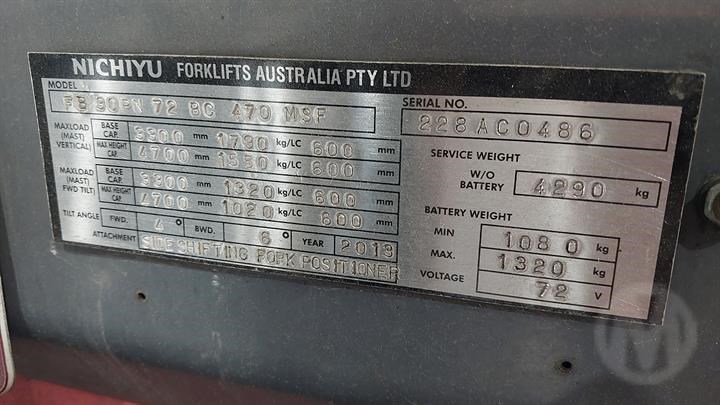 NICHIYU FORKLIFTS AUSTRALIA PTY LTD
MODEL FB 30PN 72 BC 470 MSF
SERIAL NO.
228AC0486
MAXLOAD (MAST) VERTICAL) BASE CAP. 3300 mm 1790 kg/LC 600 mm
MAX HEIGHT CAP. 4700 mm 1550 kg/LC 600 mm
MAXLOAD (MAST) FWD TILT) BASE CAP. 3300 mm 1320 kg/LC 600 mm
MAX HEIGHT CAP. 4700 mm 1020 kg/LC 600 mm
TILT ANGLE FWD. 4° BWD. 6° YEAR 2019
ATTACHMENT SIDE SHIFTING FORK POSITIONER
SERVICE WEIGHT
W/O BATTERY 4290 kg
BATTERY WEIGHT
MIN 1080 kg
MAX. 1320 kg
VOLTAGE 72 V
M